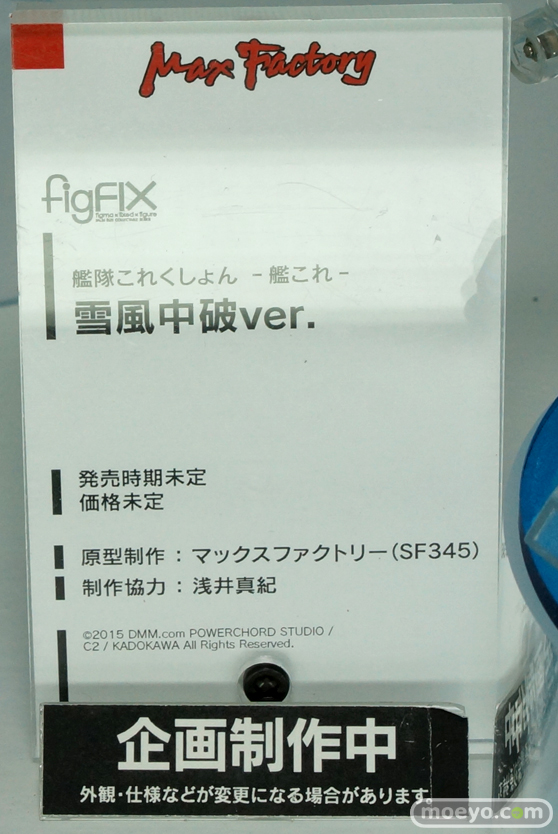 Max Factory
figFIX
figma×fixed×figure
艦隊これくしょん －艦これ－
雪風中破ver.
発売時期未定
価格未定
原型制作：マックスファクトリー（SF345）
制作協力：浅井真紀
©2015 DMM.com POWERCHORD STUDIO /
C2 / KADOKAWA All Rights Reserved.
企画制作中
外観・仕様などが変更になる場合があります。
moeyo.com